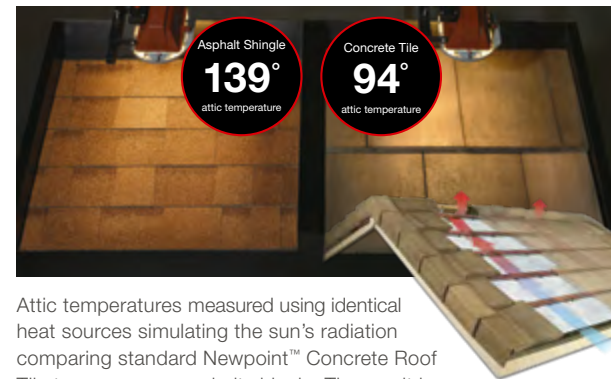 Asphalt Shingle
139°
attic temperature
Concrete Tile
94°
attic temperature
Attic temperatures measured using identical
heat sources simulating the sun's radiation
comparing standard Newpoint™ Concrete Roof